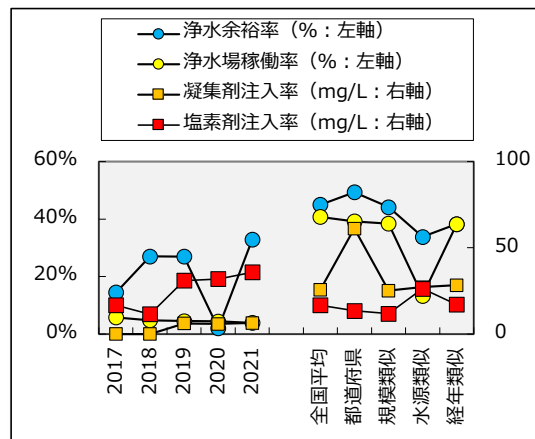 浄水余裕率（%：左軸）
浄水場稼働率（%：左軸）
凝集剤注入率（mg/L：右軸）
塩素剤注入率（mg/L：右軸）
60%
40%
20%
0%
100
50
0
2017
2018
2019
2020
2021
全国平均
都道府県
規模類似
水源類似
経年類似